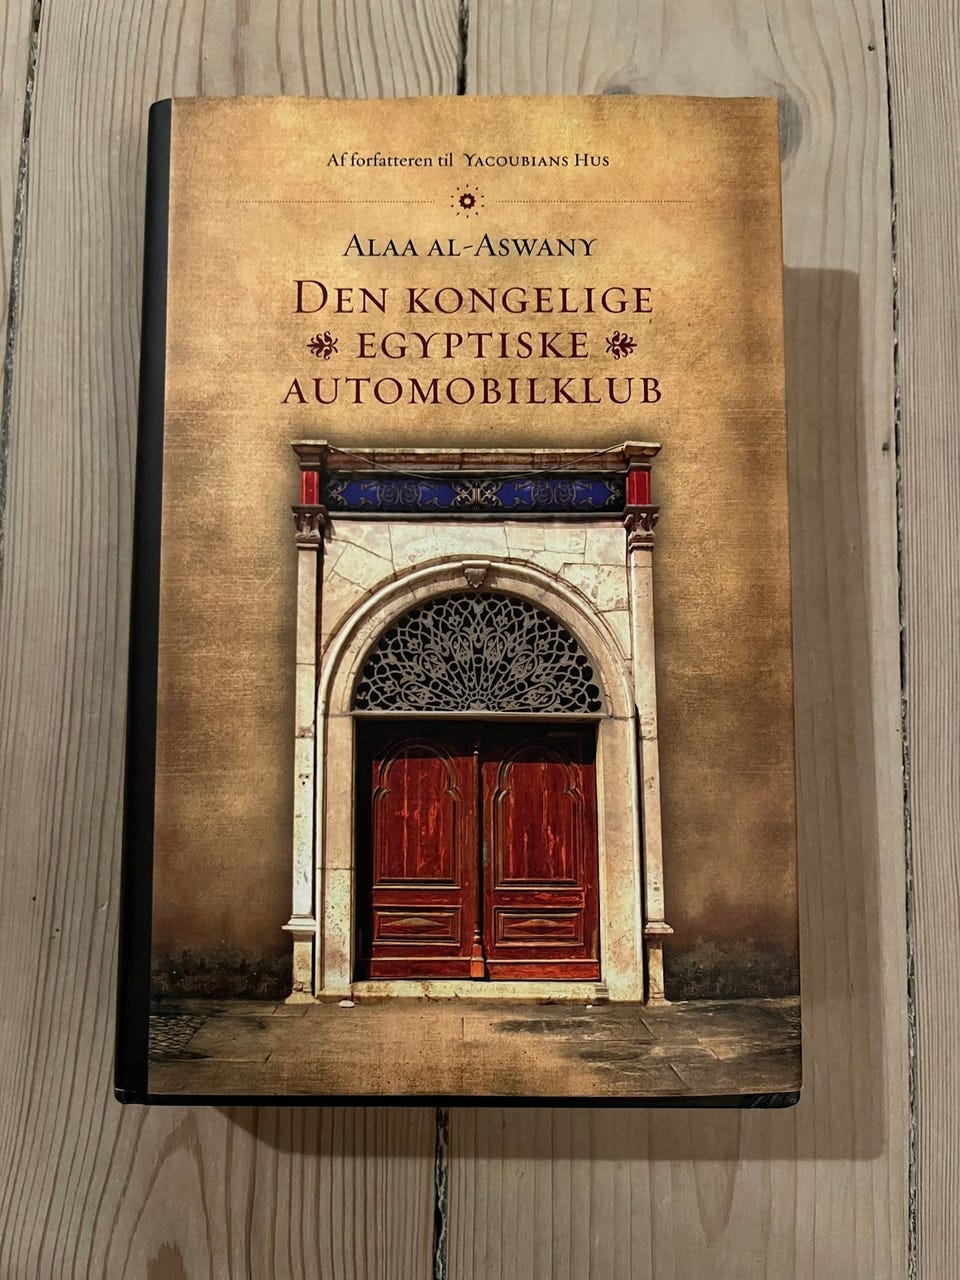 Af forfatteren til YACOUBIANS HUS
ALAA AL-ASWANY
DEN KONGELIGE
EGYPTISKE
AUTOMOBILKLUB